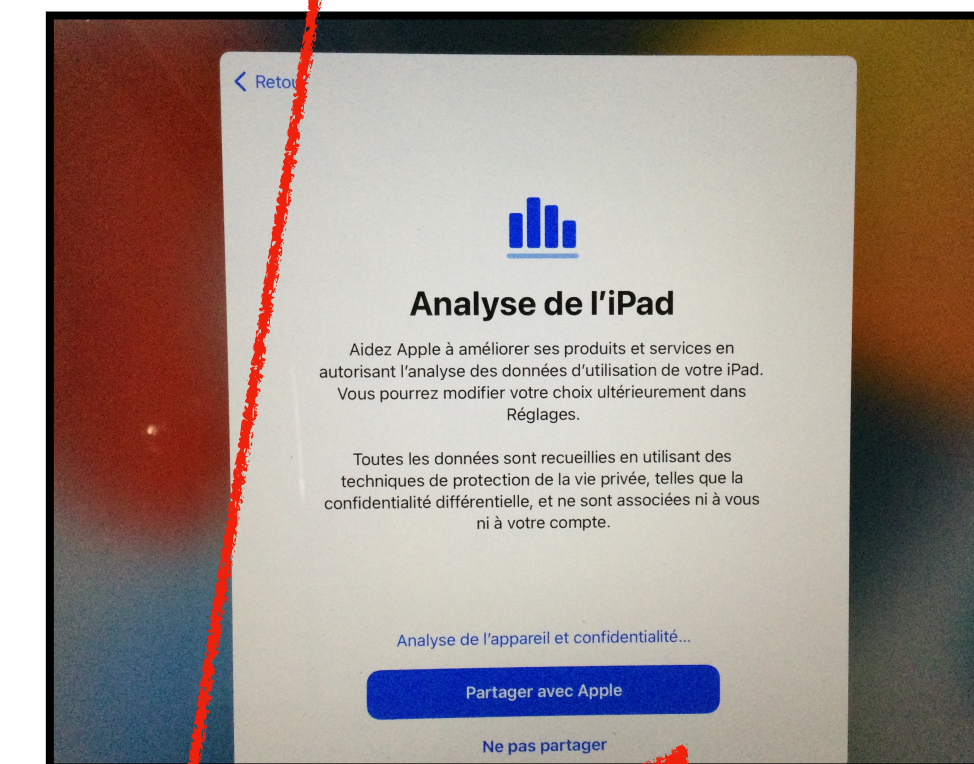 Retour
Analyse de l'iPad
Aidez Apple à améliorer ses produits et services en
autorisant l'analyse des données d'utilisation de votre iPad.
Vous pourrez modifier votre choix ultérieurement dans
Réglages.
Toutes les données sont recueillies en utilisant des
techniques de protection de la vie privée, telles que la
confidentialité différentielle, et ne sont associées ni à vous
ni à votre compte.
Analyse de l'appareil et confidentialité...
Partager avec Apple
Ne pas partager